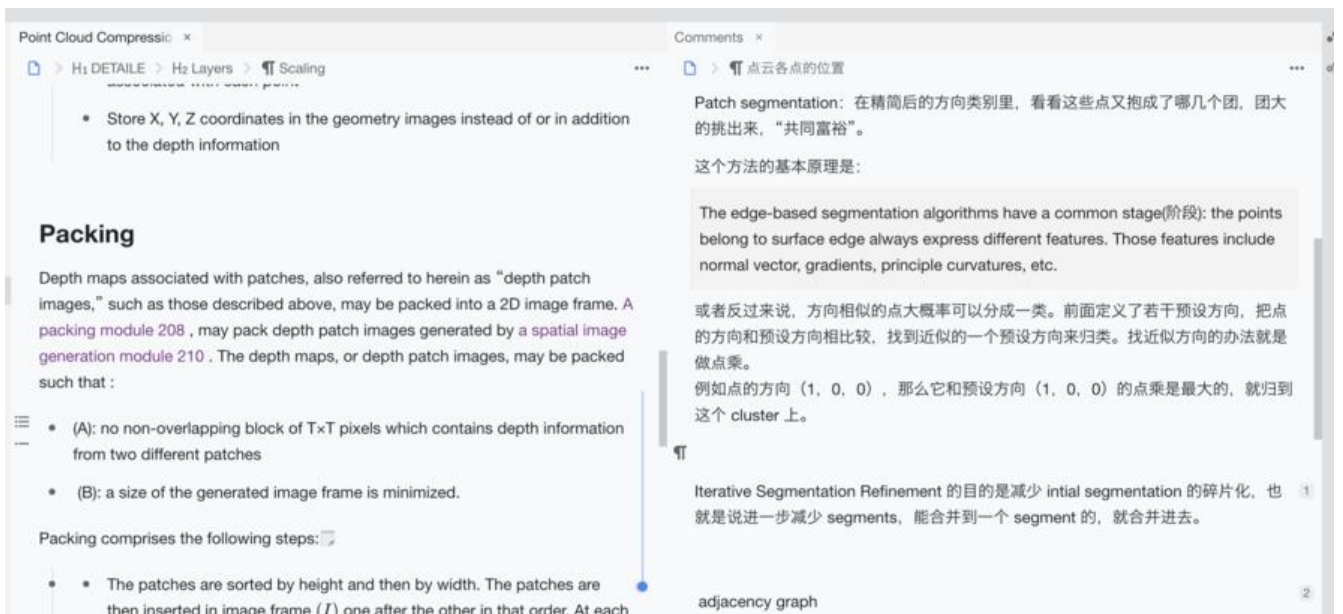 Point Cloud Compressic ×
H1 DETAILE > H2 Layers > ¶ Scaling
•••
• Store X, Y, Z coordinates in the geometry images instead of or in addition
to the depth information
Packing
Depth maps associated with patches, also referred to herein as “depth patch
images,” such as those described above, may be packed into a 2D image frame. A
packing module 208 , may pack depth patch images generated by a spatial image
generation module 210 . The depth maps, or depth patch images, may be packed
such that :
• (A): no non-overlapping block of T×T pixels which contains depth information
from two different patches
• (B): a size of the generated image frame is minimized.
Packing comprises the following steps:
• • The patches are sorted by height and then by width. The patches are
then inserted in image frame (I) one after the other in that order. At each
Comments ×
> ¶ 点云各点的位置
•••
Patch segmentation：在精简后的方向类别里，看看这些点又抱成了哪几个团，团大
的挑出来，“共同富裕”。
这个方法的基本原理是：
The edge-based segmentation algorithms have a common stage(阶段): the points
belong to surface edge always express different features. Those features include
normal vector, gradients, principle curvatures, etc.
或者反过来说，方向相似的点大概率可以分成一类。前面定义了若干预设方向，把点
的方向和预设方向相比较，找到近似的一个预设方向来归类。找近似方向的办法就是
做点乘。
例如点的方向（1，0，0），那么它和预设方向（1，0，0）的点乘是最大的，就归到
这个 cluster 上。
¶
Iterative Segmentation Refinement 的目的是减少 intial segmentation 的碎片化，也
就是说进一步减少 segments，能合并到一个 segment 的，就合并进去。
1
adjacency graph
2